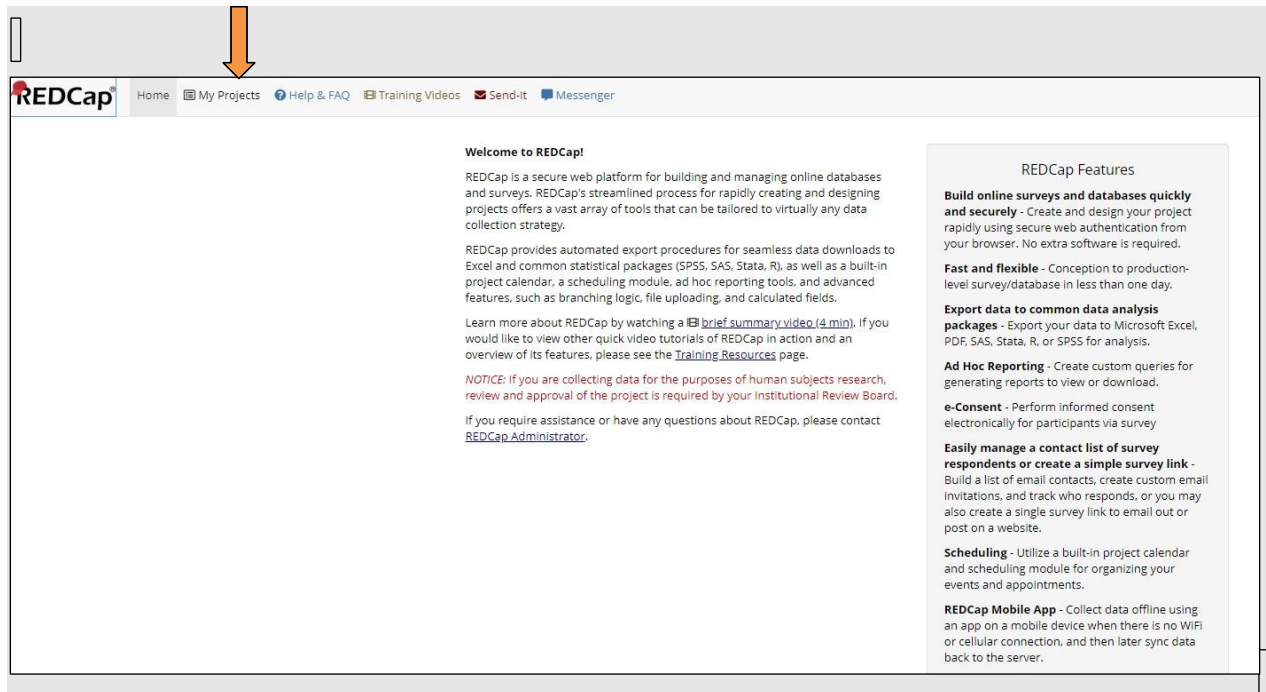 REDCap®
Home My Projects Help & FAQ Training Videos Send-It Messenger
Welcome to REDCap!
REDCap is a secure web platform for building and managing online databases
and surveys. REDCap's streamlined process for rapidly creating and designing
projects offers a vast array of tools that can be tailored to virtually any data
collection strategy.
REDCap provides automated export procedures for seamless data downloads to
Excel and common statistical packages (SPSS, SAS, Stata, R), as well as a built-in
project calendar, a scheduling module, ad hoc reporting tools, and advanced
features, such as branching logic, file uploading, and calculated fields.
Learn more about REDCap by watching a brief summary video (4 min). If you
would like to view other quick video tutorials of REDCap in action and an
overview of its features, please see the Training Resources page.
NOTICE: If you are collecting data for the purposes of human subjects research,
review and approval of the project is required by your Institutional Review Board.
If you require assistance or have any questions about REDCap, please contact
REDCap Administrator.
REDCap Features
Build online surveys and databases quickly
and securely - Create and design your project
rapidly using secure web authentication from
your browser. No extra software is required.
Fast and flexible - Conception to production-
level survey/database in less than one day.
Export data to common data analysis
packages - Export your data to Microsoft Excel,
PDF, SAS, Stata, R, or SPSS for analysis.
Ad Hoc Reporting - Create custom queries for
generating reports to view or download.
e-Consent - Perform informed consent
electronically for participants via survey
Easily manage a contact list of survey
respondents or create a simple survey link -
Build a list of email contacts, create custom email
invitations, and track who responds, or you may
also create a single survey link to email out or
post on a website.
Scheduling - Utilize a built-in project calendar
and scheduling module for organizing your
events and appointments.
REDCap Mobile App - Collect data offline using
an app on a mobile device when there is no WiFi
or cellular connection, and then later sync data
back to the server.